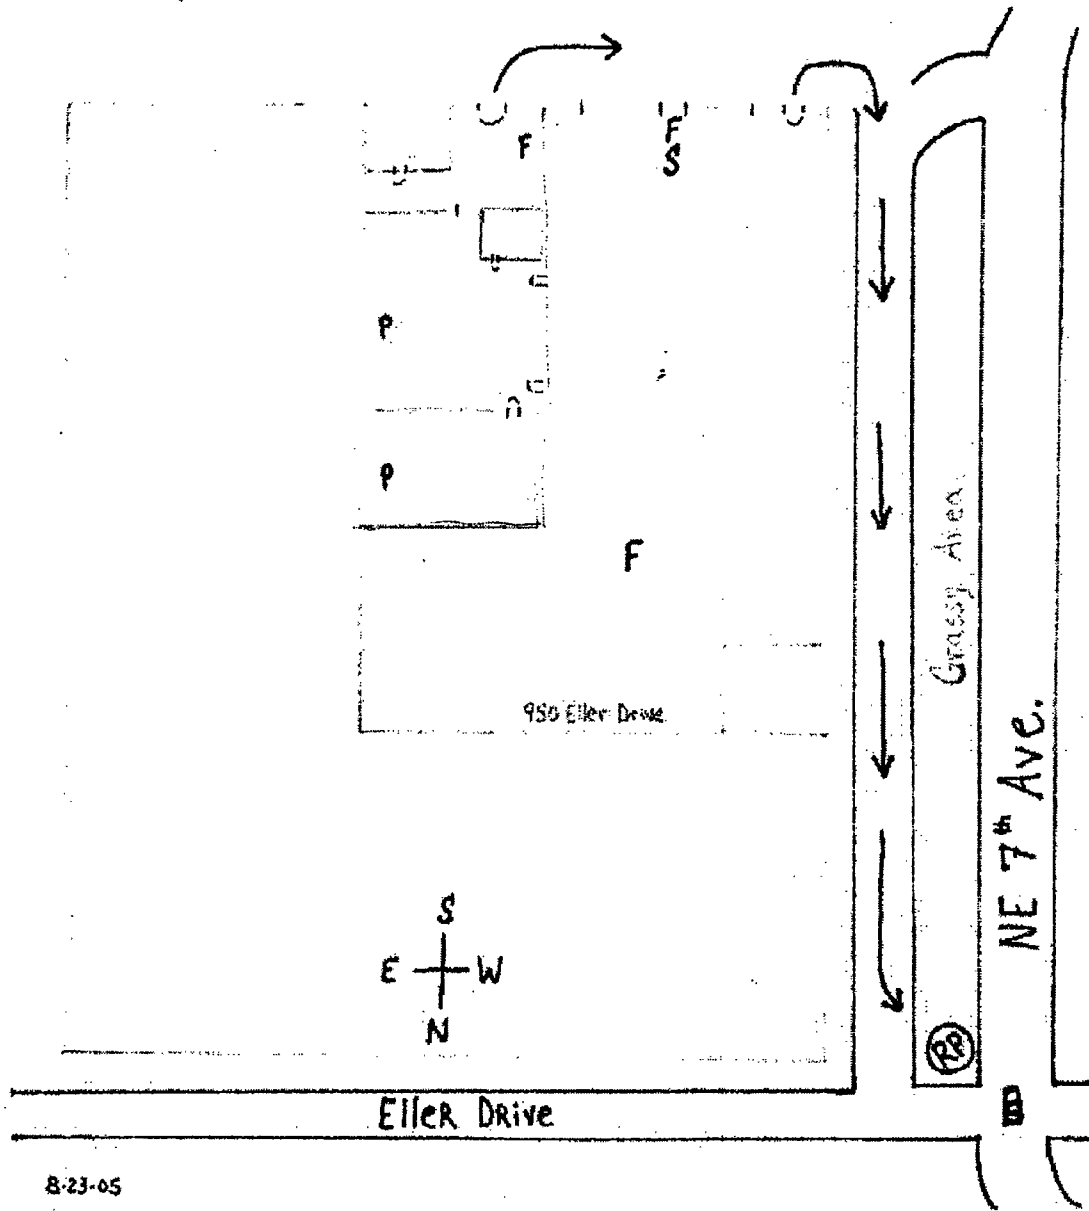 F
F
S
P
P
F
Grassy Area
950 Eller Drive
NE 7th Ave.
S
E W
N
RP
B
Eller Drive
8-23-05